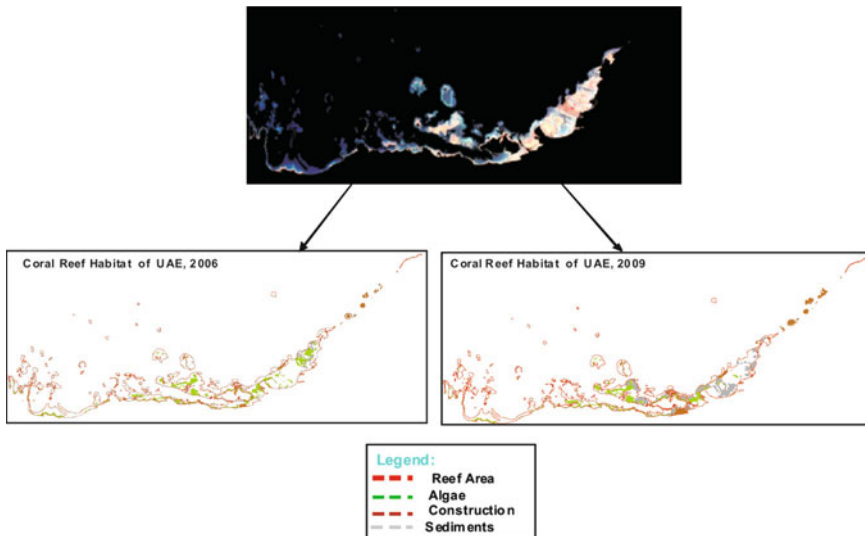 Coral Reef Habitat of UAE, 2006
Coral Reef Habitat of UAE, 2009
Legend:
Reef Area
Algae
Construction
Sediments